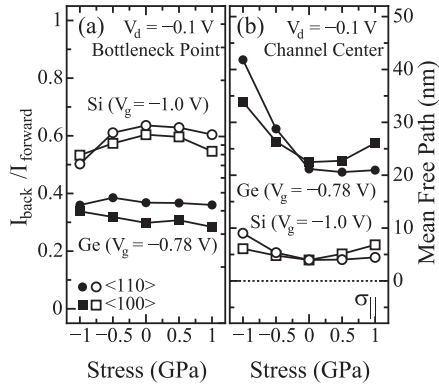 (a) V_d = −0.1 V
Bottleneck Point
Si (V_g= −1.0 V)
Ge (V_g= −0.78 V)
● ○ <110>
■ □ <100>
I_back /I_forward
1
0.8
0.6
0.4
0.2
0
−1 −0.5 0 0.5 1
Stress (GPa)
(b) V_d = −0.1 V
Channel Center
Ge (V_g= −0.78 V)
Si (V_g= −1.0 V)
σ_||
50
40
30
20
10
0
Mean Free Path (nm)
−1 −0.5 0 0.5 1
Stress (GPa)